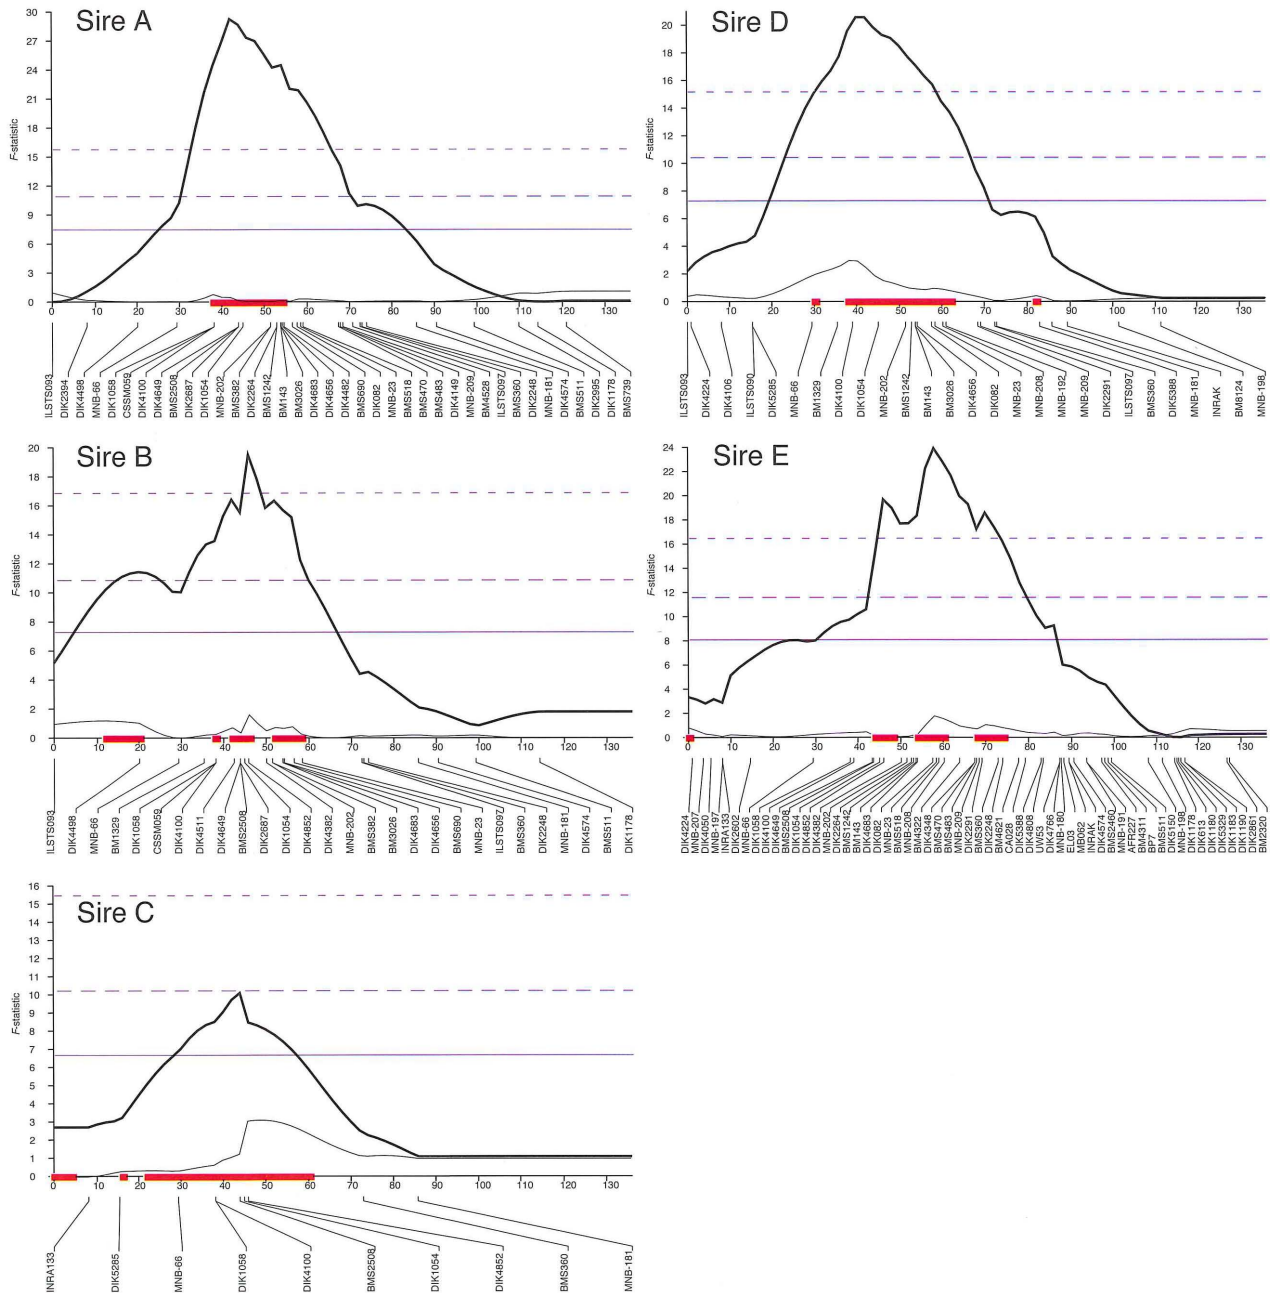 Sire A
F-statistic
30
27
24
21
18
15
12
9
6
3
0
0 10 20 30 40 50 60 70 80 90 100 110 120 130
ILSTS093
DIK2394
DIK4498
MNB-66
DIK1058
CSSM059
DIK4100
DIK4649
BMS2508
DIK2687
DIK1054
MNB-202
BMS382
DIK2264
BMS1242
BM143
BM3026
DIK4683
DIK4656
DIK4482
BMS690
DIK082
MNB-23
BMS518
BMS470
BMS483
DIK4149
MNB-209
BM4528
ILSTS097
BMS360
DIK2248
MNB-181
DIK4574
BMS511
DIK2995
DIK1178
BMS739
Sire D
F-statistic
20
18
16
14
12
10
8
6
4
2
0
0 10 20 30 40 50 60 70 80 90 100 110 120 130
ILSTS093
DIK4224
DIK4106
ILSTS090
DIK5285
MNB-66
BM1329
DIK4100
DIK1054
MNB-202
BMS1242
BM143
BM3026
DIK4656
DIK082
MNB-23
MNB-208
MNB-192
MNB-209
DIK2291
ILSTS097
BMS360
DIK5388
MNB-181
INRAK
BM8124
MNB-198
Sire B
F-statistic
20
18
16
14
12
10
8
6
4
2
0
0 10 20 30 40 50 60 70 80 90 100 110 120 130
ILSTS093
DIK4498
MNB-66
BM1329
DIK1058
CSSM059
DIK4100
DIK4511
DIK4649
BMS2508
DIK2687
DIK1054
DIK4852
DIK4382
MNB-202
BMS382
BM3026
DIK4683
DIK4656
BMS690
MNB-23
ILSTS097
BMS360
DIK2248
MNB-181
DIK4574
BMS511
DIK1178
Sire E
F-statistic
24
22
20
18
16
14
12
10
8
6
4
2
0
0 10 20 30 40 50 60 70 80 90 100 110 120 130
DIK4224
MNB-207
DIK4050
MNB-197
INRA133
DIK2602
MNB-66
DIK1058
DIK4100
DIK4649
BMS2508
DIK1054
DIK4852
DIK4382
MNB-202
DIK2264
BMS1242
BM143
DIK4683
DIK082
MNB-23
BMS518
MNB-208
BM4322
DIK4348
BMS470
BMS483
MNB-209
DIK2291
BMS360
DIK2248
BM4621
CA028
DIK5388
DIK4808
UW53
DIK4766
MNB-180
EL03
MB062
INRAK
DIK4574
BMS2460
MNB-191
AFR227
BM4311
BP7
BMS511
DIK5150
MNB-198
DIK1178
DIK613
DIK1180
DIK5329
DIK1183
DIK1190
DIK2861
BM2320
Sire C
F-statistic
16
15
14
13
12
11
10
9
8
7
6
5
4
3
2
1
0
0 10 20 30 40 50 60 70 80 90 100 110 120 130
INRA133
DIK5285
MNB-66
DIK1058
DIK4100
BMS2508
DIK1054
DIK4852
BMS360
MNB-181